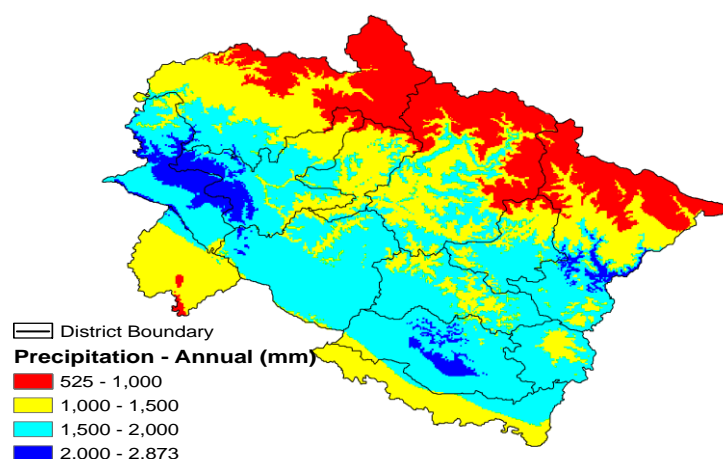 District Boundary
Precipitation - Annual (mm)
525 - 1,000
1,000 - 1,500
1,500 - 2,000
2,000 - 2,873